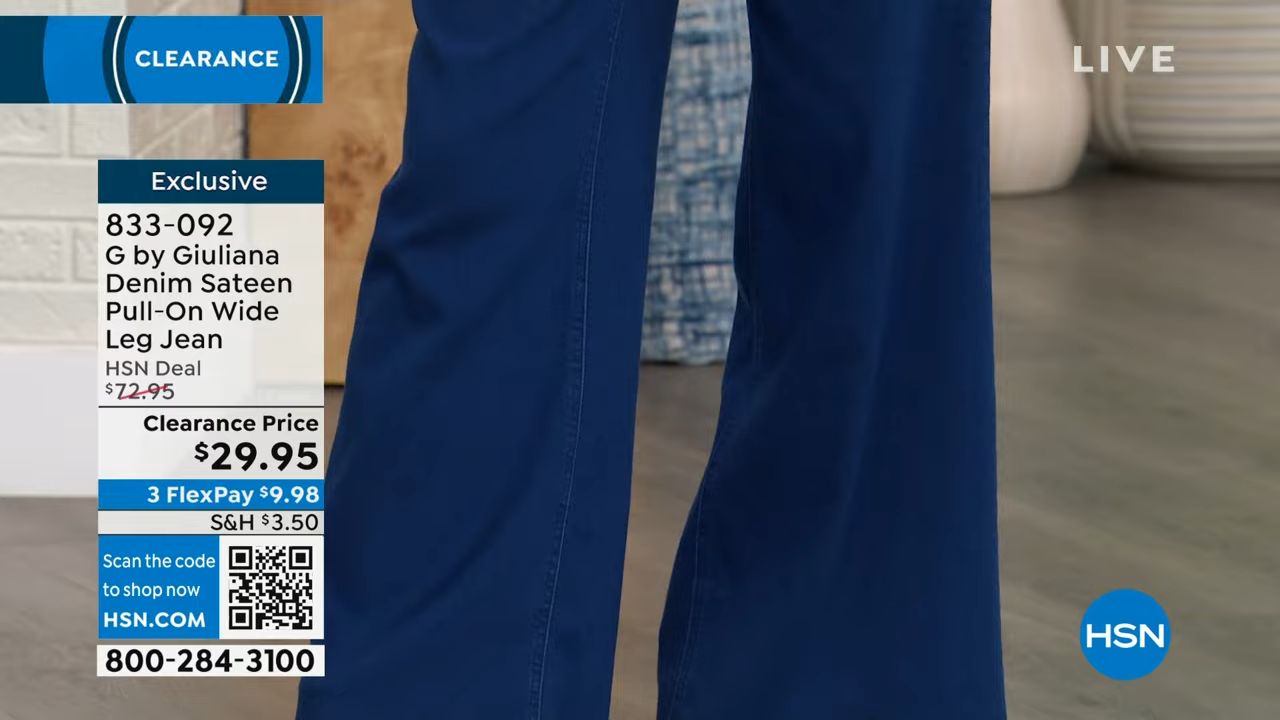 CLEARANCE
LIVE
Exclusive
833-092
G by Giuliana
Denim Sateen
Pull-On Wide
Leg Jean
HSN Deal
$72.95
Clearance Price
$29.95
3 FlexPay $9.98
S&H $3.50
Scan the code
to shop now
HSN.COM
800-284-3100
HSN